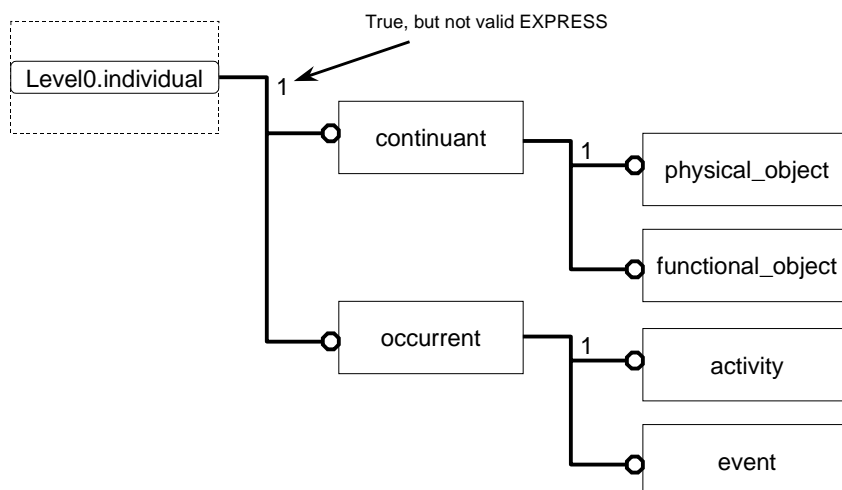 True, but not valid EXPRESS
Level0.individual
1
continuant
1
physical_object
functional_object
occurrent
1
activity
event